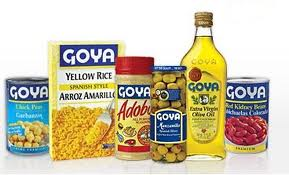 GOYA
Chick Peas
Garbanzos
GOYA
YELLOW RICE
SPANISH STYLE
ARROZ AMARILLO
GOYA
Adobo
GOYA
Manzanilla
GOYA
Extra Virgin
Olive Oil
GOYA
Red Kidney Beans
Habichuelas Coloradas
PREMIUM